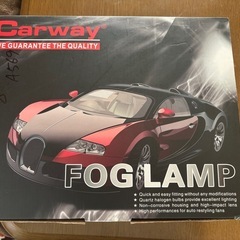 Carway
WE GUARANTEE THE QUALITY
FOG LAMP
Quick and easy fitting without any modifications
Quartz halogen bulbs provide excellent lighting
Non-corrosive housing and high-impact lens
High performances for auto restyling fans